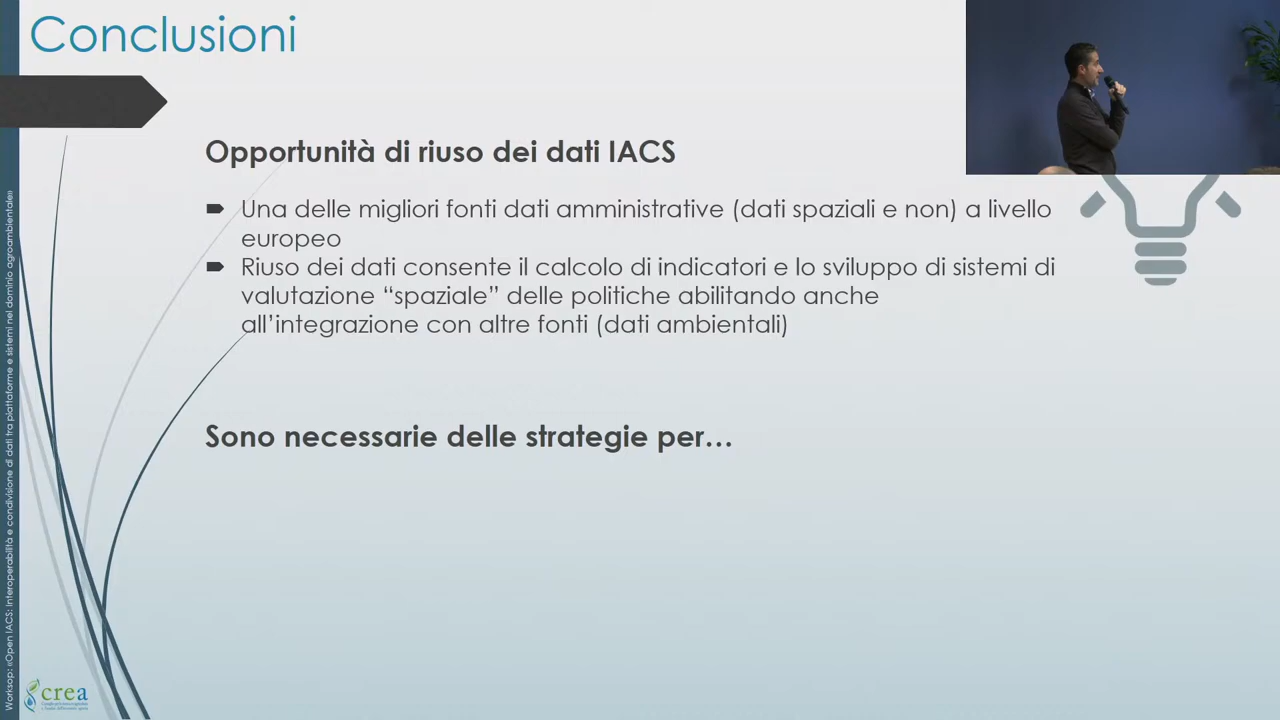 Conclusioni
Opportunità di riuso dei dati IACS
Una delle migliori fonti dati amministrative (dati spaziali e non) a livello
europeo
Riuso dei dati consente il calcolo di indicatori e lo sviluppo di sistemi di
valutazione “spaziale” delle politiche abilitando anche
all’integrazione con altre fonti (dati ambientali)
Sono necessarie delle strategie per…
Worksop: «Open IACS: Interoperabilità e condivisione di dati tra piattaforme e sistemi nel dominio agroambientale»
crea